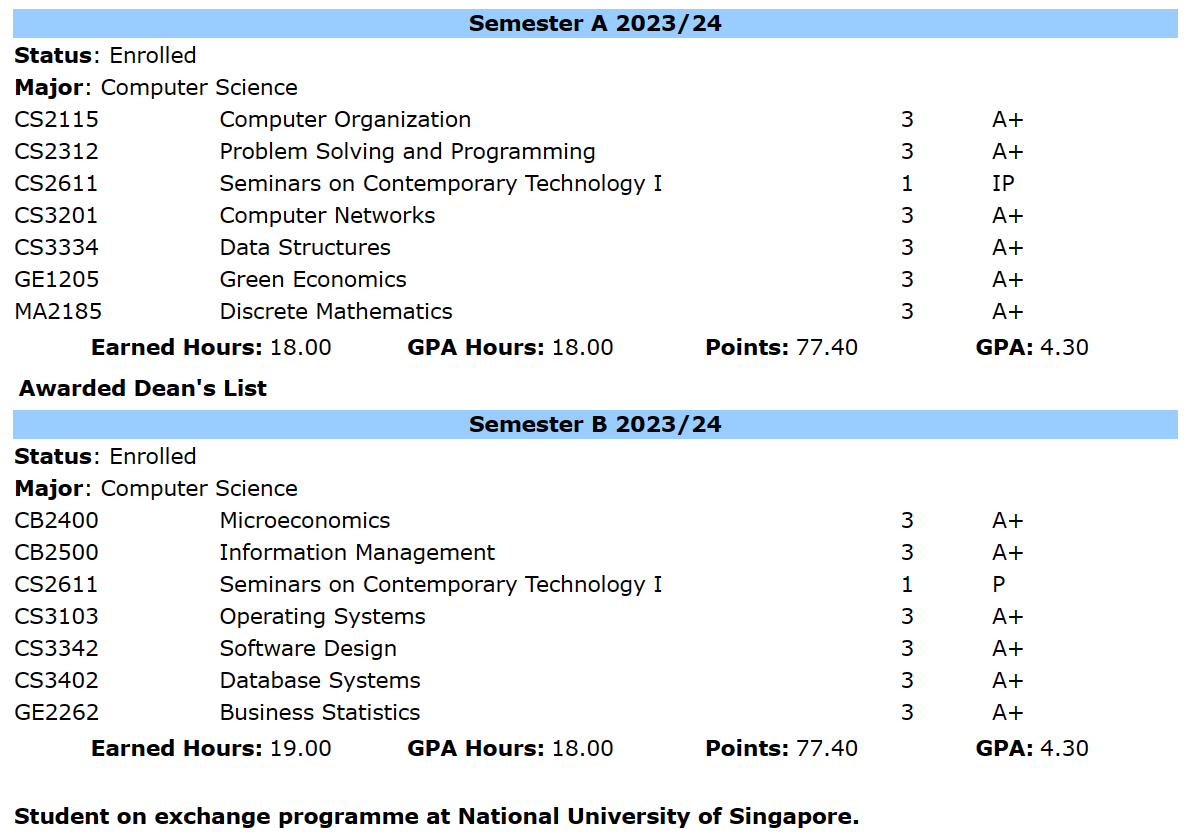 Semester A 2023/24
Status: Enrolled
Major: Computer Science
CS2115 Computer Organization 3 A+
CS2312 Problem Solving and Programming 3 A+
CS2611 Seminars on Contemporary Technology I 1 IP
CS3201 Computer Networks 3 A+
CS3334 Data Structures 3 A+
GE1205 Green Economics 3 A+
MA2185 Discrete Mathematics 3 A+
Earned Hours: 18.00 GPA Hours: 18.00 Points: 77.40 GPA: 4.30
Awarded Dean's List
Semester B 2023/24
Status: Enrolled
Major: Computer Science
CB2400 Microeconomics 3 A+
CB2500 Information Management 3 A+
CS2611 Seminars on Contemporary Technology I 1 P
CS3103 Operating Systems 3 A+
CS3342 Software Design 3 A+
CS3402 Database Systems 3 A+
GE2262 Business Statistics 3 A+
Earned Hours: 19.00 GPA Hours: 18.00 Points: 77.40 GPA: 4.30
Student on exchange programme at National University of Singapore.